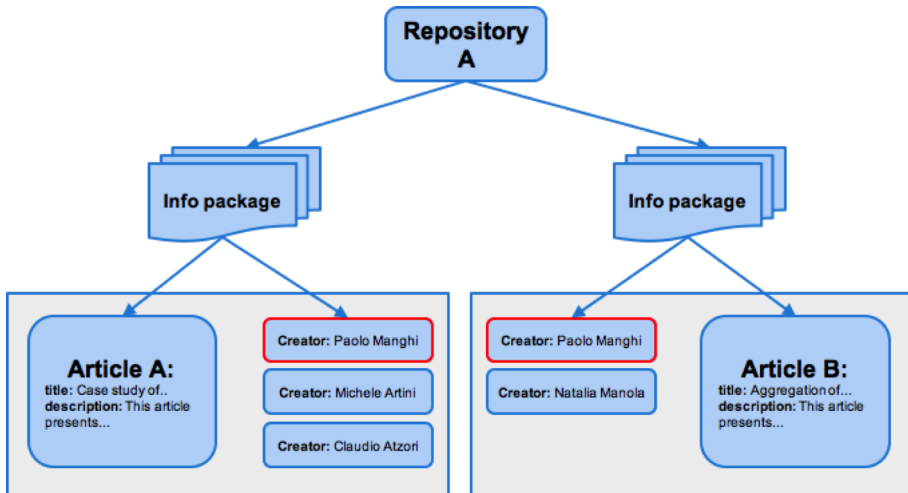 Repository
A
Info package
Info package
Article A:
title: Case study of..
description: This article
presents...
Creator: Paolo Manghi
Creator: Michele Artini
Creator: Claudio Atzori
Creator: Paolo Manghi
Creator: Natalia Manola
Article B:
title: Aggregation of...
description: This article
presents...